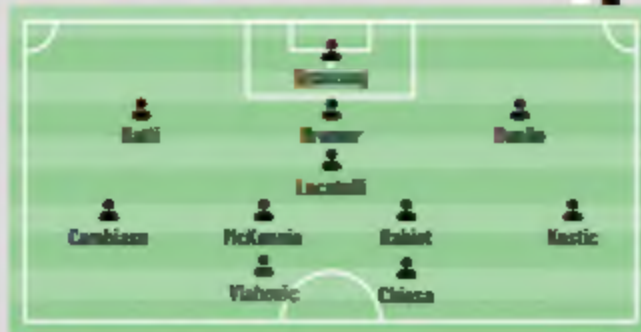 Gatti Bremer Danilo
Locatelli
Cambiaso McKennie Rabiot Kostic
Vlahovic Chiesa